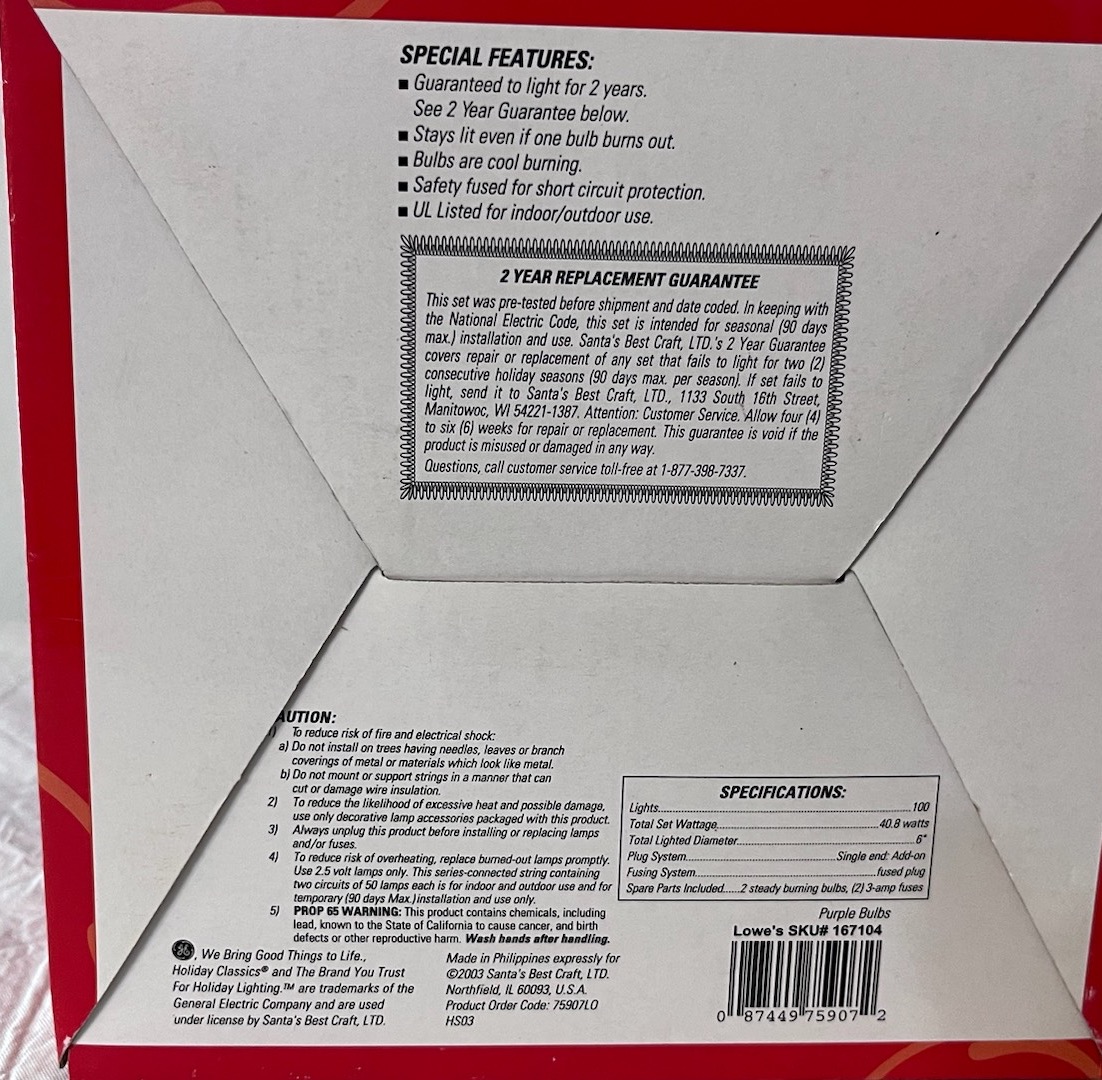 SPECIAL FEATURES:
■ Guaranteed to light for 2 years.
See 2 Year Guarantee below.
■ Stays lit even if one bulb burns out.
■ Bulbs are cool burning.
■ Safety fused for short circuit protection.
■ UL Listed for indoor/outdoor use.
2 YEAR REPLACEMENT GUARANTEE
This set was pre-tested before shipment and date coded. In keeping with
the National Electric Code, this set is intended for seasonal (90 days
max.) installation and use. Santa's Best Craft, LTD.'s 2 Year Guarantee
covers repair or replacement of any set that fails to light for two (2)
consecutive holiday seasons (90 days max. per season). If set fails to
light, send it to Santa's Best Craft, LTD., 1133 South 16th Street,
Manitowoc, WI 54221-1387. Attention: Customer Service. Allow four (4)
to six (6) weeks for repair or replacement. This guarantee is void if the
product is misused or damaged in any way.
Questions, call customer service toll-free at 1-877-398-7337.
AUTION:
) To reduce risk of fire and electrical shock:
a) Do not install on trees having needles, leaves or branch
coverings of metal or materials which look like metal.
b) Do not mount or support strings in a manner that can
cut or damage wire insulation.
2) To reduce the likelihood of excessive heat and possible damage,
use only decorative lamp accessories packaged with this product.
3) Always unplug this product before installing or replacing lamps
and/or fuses.
4) To reduce risk of overheating, replace burned-out lamps promptly.
Use 2.5 volt lamps only. This series-connected string containing
two circuits of 50 lamps each is for indoor and outdoor use and for
temporary (90 days Max.) installation and use only.
5) PROP 65 WARNING: This product contains chemicals, including
lead, known to the State of California to cause cancer, and birth
defects or other reproductive harm. Wash hands after handling.
SPECIFICATIONS:
Lights..........100
Total Set Wattage..........40.8 watts
Total Lighted Diameter..........6"
Plug System..........Single end: Add-on
Fusing System..........fused plug
Spare Parts Included......2 steady burning bulbs, (2) 3-amp fuses
GE, We Bring Good Things to Life.,
Holiday Classics® and The Brand You Trust
For Holiday Lighting.™ are trademarks of the
General Electric Company and are used
under license by Santa's Best Craft, LTD.
Made in Philippines expressly for
©2003 Santa's Best Craft, LTD.
Northfield, IL 60093, U.S.A.
Product Order Code: 75907LO
HS03
Purple Bulbs
Lowe's SKU# 167104
0 87449 75907 2